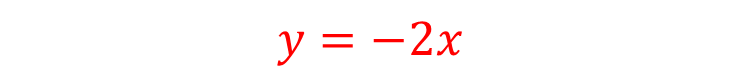 y = −2x